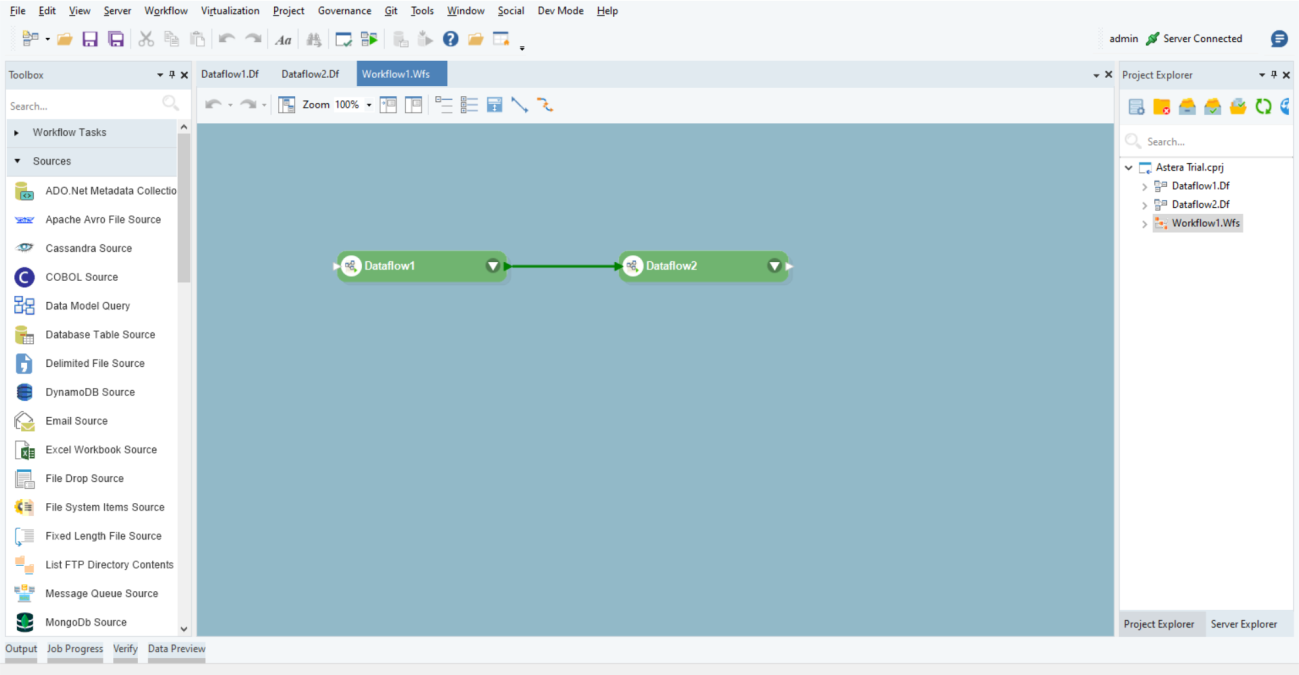 File Edit View Server Workflow Virtualization Project Governance Git Tools Window Social Dev Mode Help
Aa
admin Server Connected
Toolbox
Dataflow1.Df Dataflow2.Df Workflow1.Wfs
Project Explorer
Search...
Zoom 100%
Workflow Tasks
Sources
ADO.Net Metadata Collectio
Apache Avro File Source
Cassandra Source
COBOL Source
Data Model Query
Database Table Source
Delimited File Source
DynamoDB Source
Email Source
Excel Workbook Source
File Drop Source
File System Items Source
Fixed Length File Source
List FTP Directory Contents
Message Queue Source
MongoDb Source
Dataflow1
Dataflow2
Search...
Astera Trial.cprj
Dataflow1.Df
Dataflow2.Df
Workflow1.Wfs
Project Explorer Server Explorer
Output Job Progress Verify Data Preview